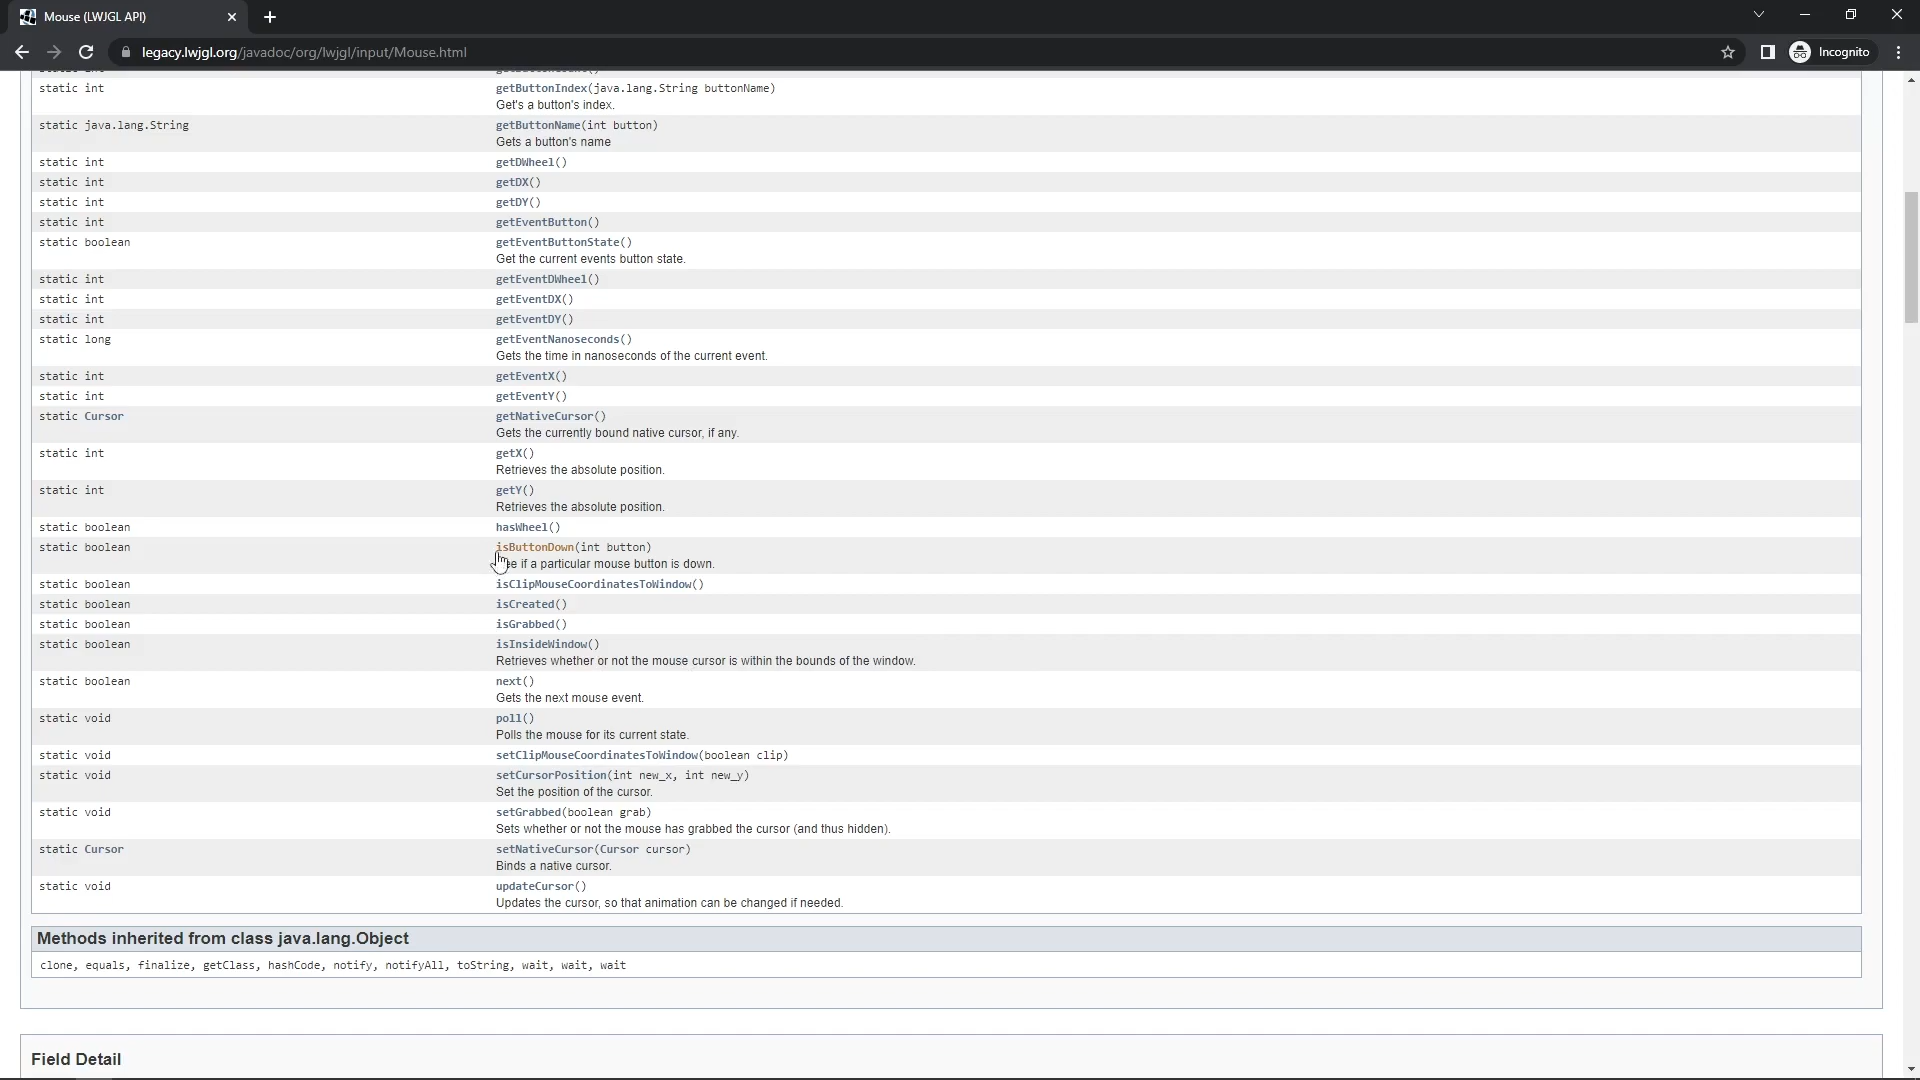 Mouse (LWJGL API)
legacy.lwjgl.org/javadoc/org/lwjgl/input/Mouse.html
Incognito
static int getButtonIndex(java.lang.String buttonName)
Get's a button's index.
static java.lang.String getButtonName(int button)
Gets a button's name
static int getDWheel()
static int getDX()
static int getDY()
static int getEventButton()
static boolean getEventButtonState()
Get the current events button state.
static int getEventDWheel()
static int getEventDX()
static int getEventDY()
static long getEventNanoseconds()
Gets the time in nanoseconds of the current event.
static int getEventX()
static int getEventY()
static Cursor getNativeCursor()
Gets the currently bound native cursor, if any.
static int getX()
Retrieves the absolute position.
static int getY()
Retrieves the absolute position.
static boolean hasWheel()
static boolean isButtonDown(int button)
if a particular mouse button is down.
static boolean isClipMouseCoordinatesToWindow()
static boolean isCreated()
static boolean isGrabbed()
static boolean isInsideWindow()
Retrieves whether or not the mouse cursor is within the bounds of the window.
static boolean next()
Gets the next mouse event.
static void poll()
Polls the mouse for its current state.
static void setClipMouseCoordinatesToWindow(boolean clip)
static void setCursorPosition(int new_x, int new_y)
Set the position of the cursor.
static void setGrabbed(boolean grab)
Sets whether or not the mouse has grabbed the cursor (and thus hidden).
static Cursor setNativeCursor(Cursor cursor)
Binds a native cursor.
static void updateCursor()
Updates the cursor, so that animation can be changed if needed.
Methods inherited from class java.lang.Object
clone, equals, finalize, getClass, hashCode, notify, notifyAll, toString, wait, wait, wait
Field Detail